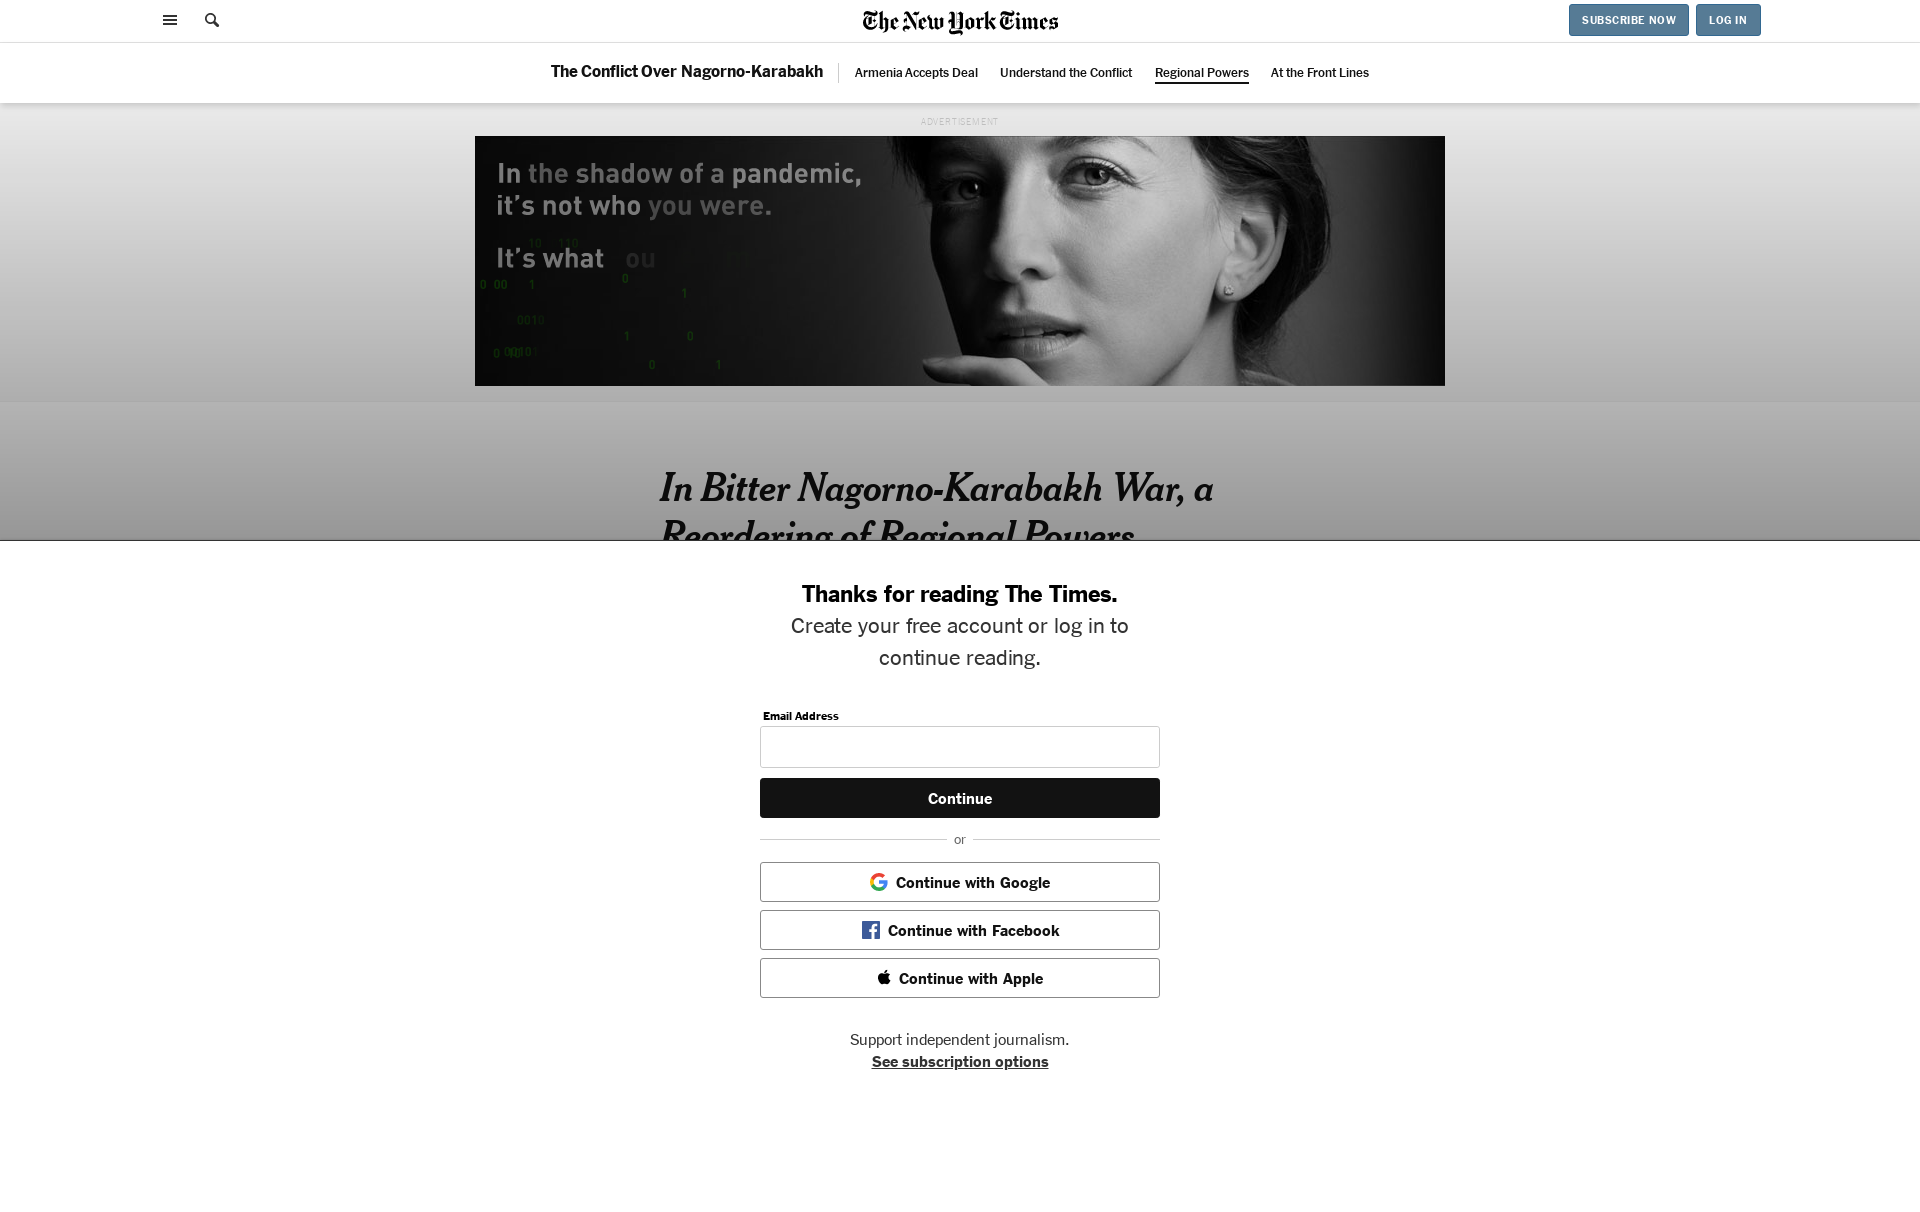 The New York Times
SUBSCRIBE NOW
LOG IN
The Conflict Over Nagorno-Karabakh
Armenia Accepts Deal
Understand the Conflict
Regional Powers
At the Front Lines
ADVERTISEMENT
In the shadow of a pandemic,
it's not who you were.
It's what ou
In Bitter Nagorno-Karabakh War, a
Reordering of Regional Powers
Thanks for reading The Times.
Create your free account or log in to
continue reading.
Email Address
Continue
or
Continue with Google
Continue with Facebook
Continue with Apple
Support independent journalism.
See subscription options